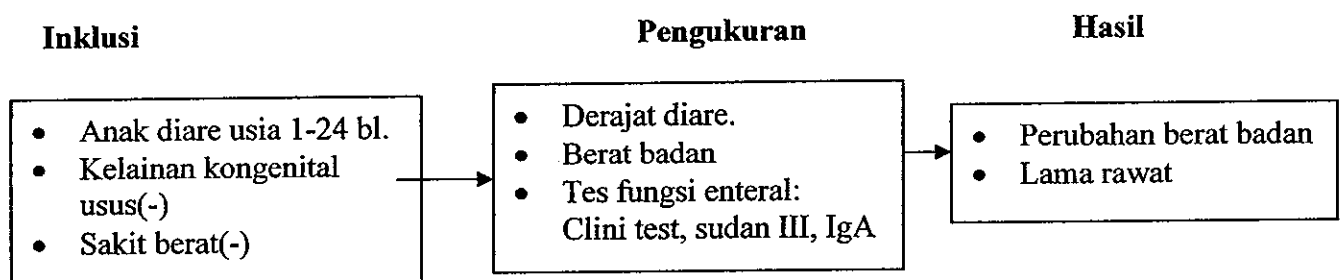 Inklusi
Pengukuran
Hasil
• Anak diare usia 1-24 bl.
• Kelainan kongenital
usus(-)
• Sakit berat(-)
• Derajat diare.
• Berat badan
• Tes fungsi enteral:
Clini test, sudan III, IgA
• Perubahan berat badan
• Lama rawat